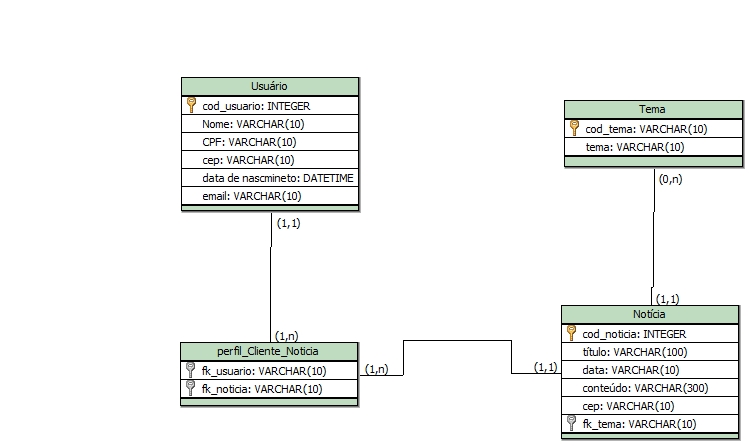 Usuário
cod_usuario: INTEGER
Nome: VARCHAR(10)
CPF: VARCHAR(10)
cep: VARCHAR(10)
data de nascmineto: DATETIME
email: VARCHAR(10)
(1,1)
(1,n)
perfil_Cliente_Noticia
fk_usuario: VARCHAR(10)
fk_noticia: VARCHAR(10)
(1,n)
(1,1)
Tema
cod_tema: VARCHAR(10)
tema: VARCHAR(10)
(0,n)
(1,1)
Notícia
cod_noticia: INTEGER
título: VARCHAR(100)
data: VARCHAR(10)
conteúdo: VARCHAR(300)
cep: VARCHAR(10)
fk_tema: VARCHAR(10)